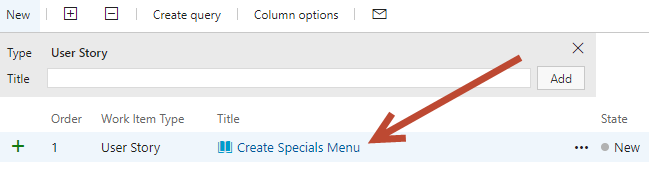 New Create query Column options
Type User Story
Title Add
Order Work Item Type Title State
1 User Story Create Specials Menu ... New